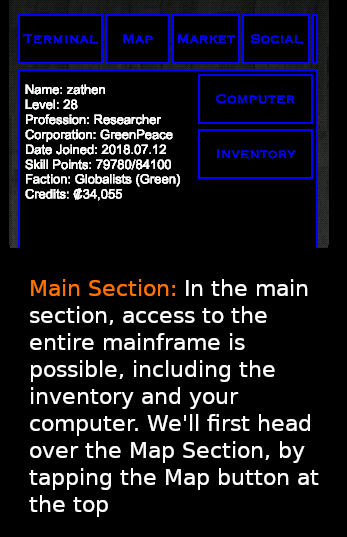 Terminal Map Market Social
Computer
Inventory
Name: zathen
Level: 28
Profession: Researcher
Corporation: GreenPeace
Date Joined: 2018.07.12
Skill Points: 79780/84100
Faction: Globalists (Green)
Credits: ₡34,055
Main Section: In the main
section, access to the
entire mainframe is
possible, including the
inventory and your
computer. We'll first head
over the Map Section, by
tapping the Map button at
the top